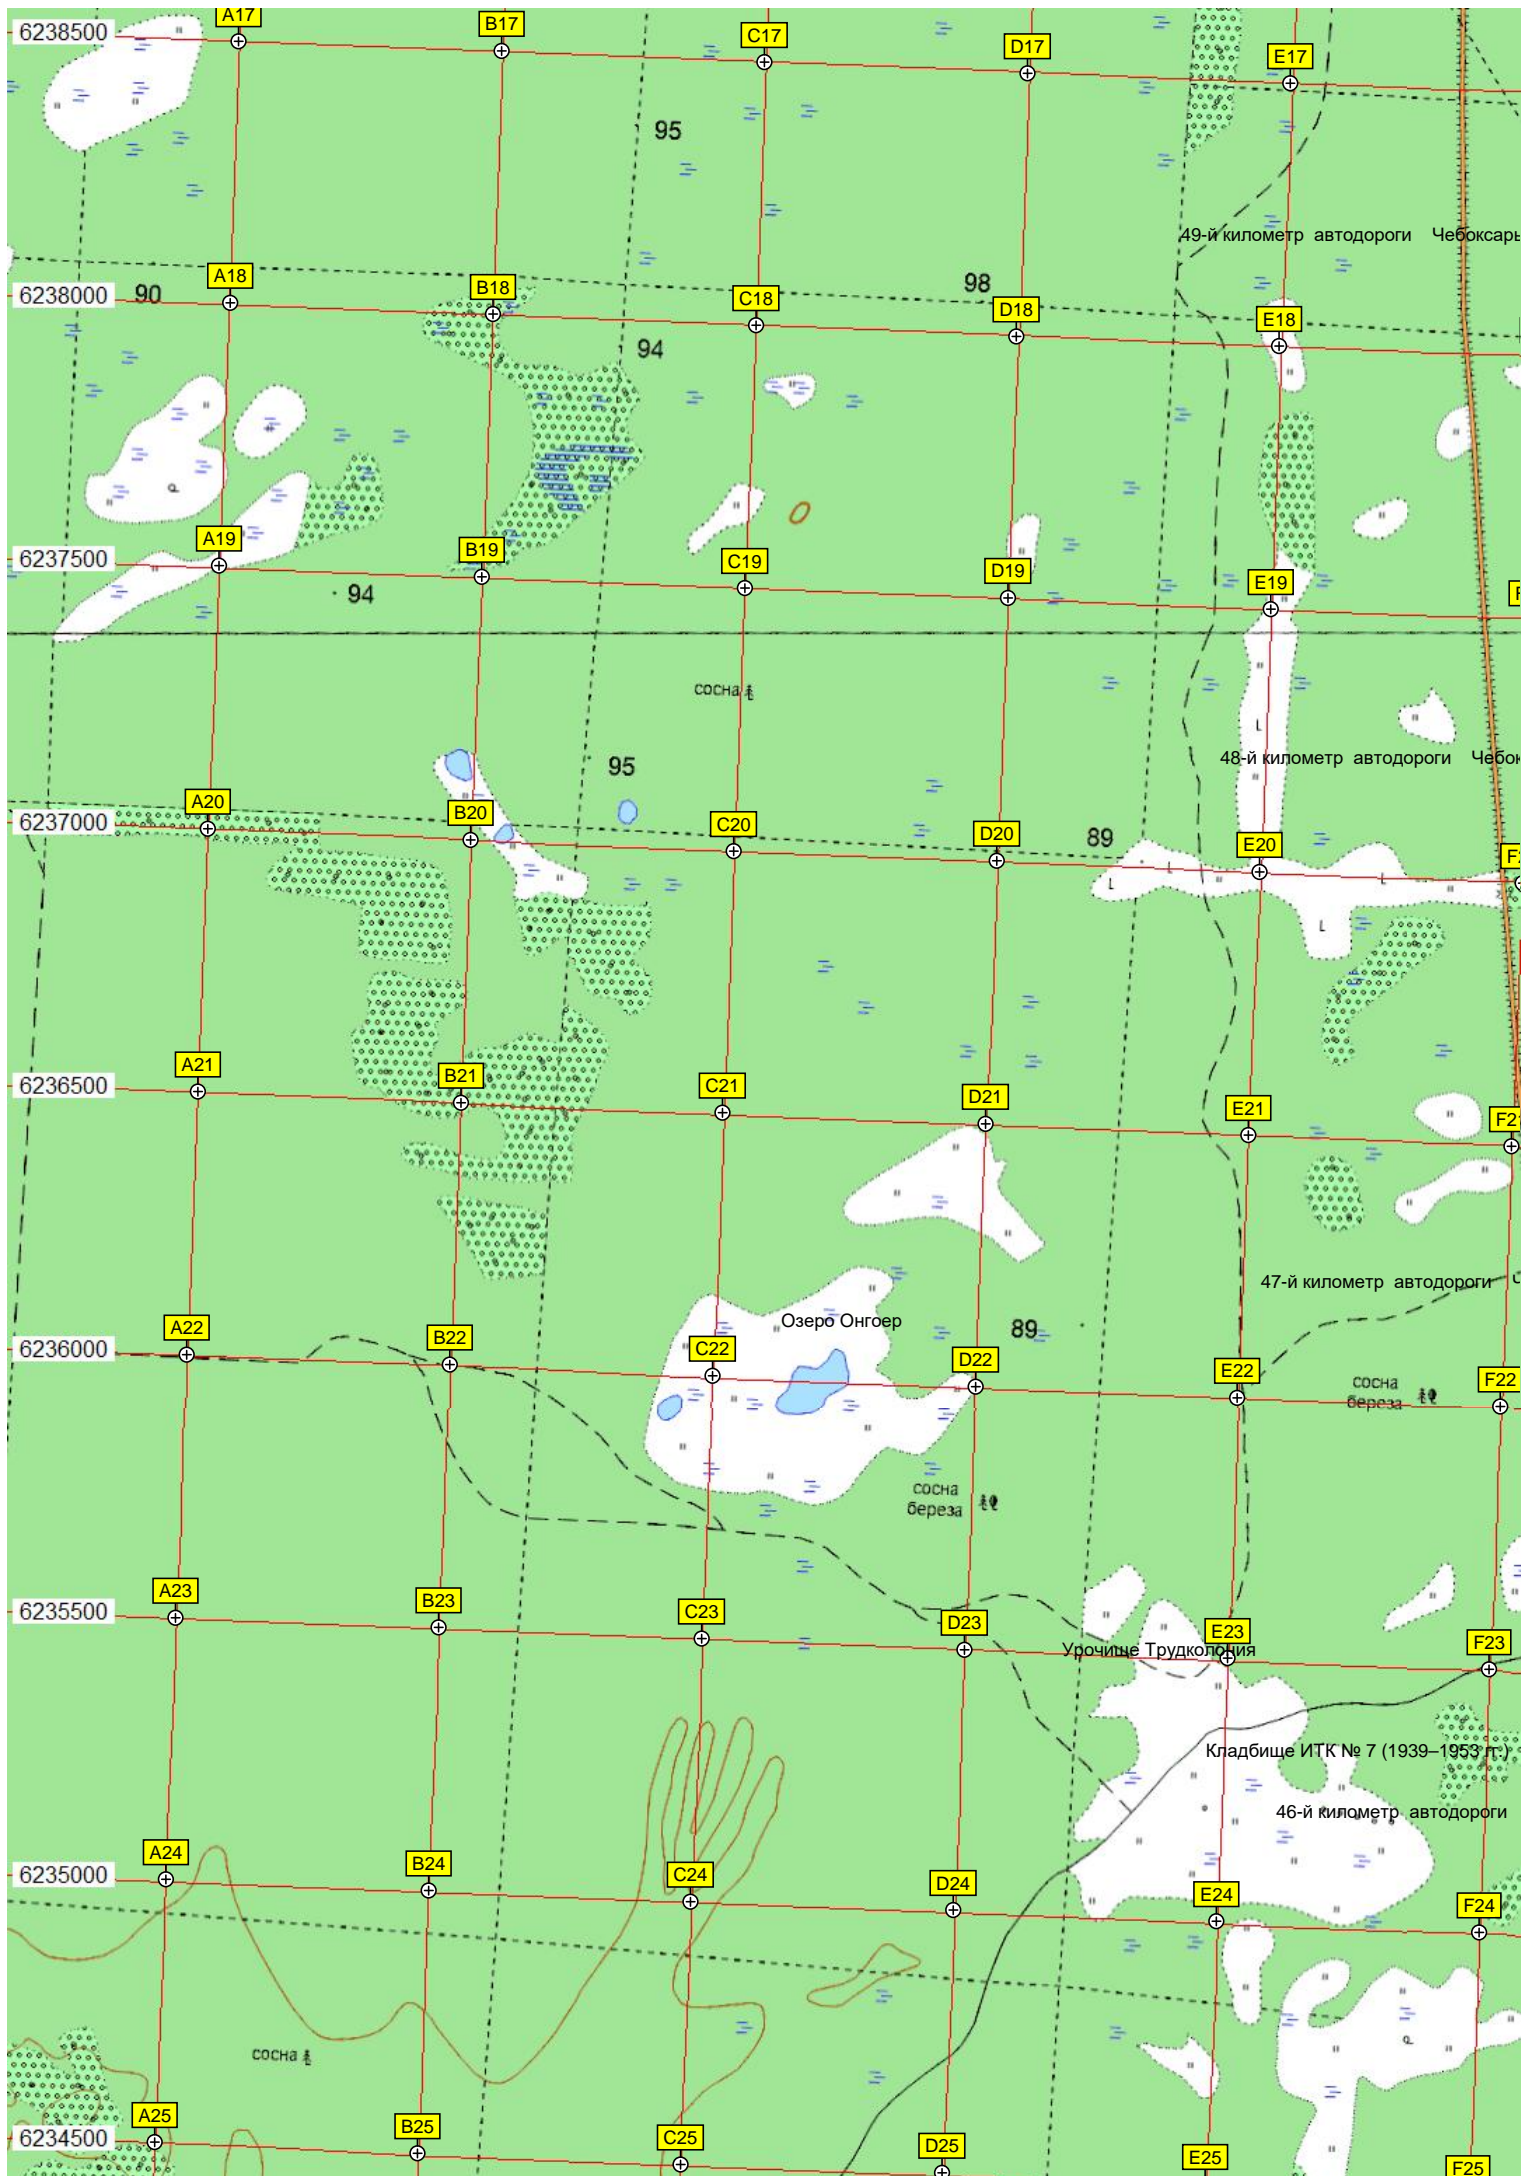 A17
B17
C17
D17
E17
6238500
95
49-й километр автодороги
A18
B18
C18
D18
E18
6238000
90
98
94
A19
B19
C19
D19
E19
6237500
94
сосна
48-й километр автодороги
95
A20
B20
C20
D20
E20
6237000
89
A21
B21
C21
D21
E21
6236500
47-й километр автодороги
Озеро Онгоер
89
A22
B22
C22
D22
E22
F22
6236000
сосна
береза
сосна
береза
A23
B23
C23
D23
E23
F23
6235500
Урочище Трудколония
Кладбище ИТК № 7 (1939–1953 гг.)
46-й километр автодороги
A24
B24
C24
D24
E24
F24
6235000
сосна
A25
B25
C25
D25
E25
F25
6234500